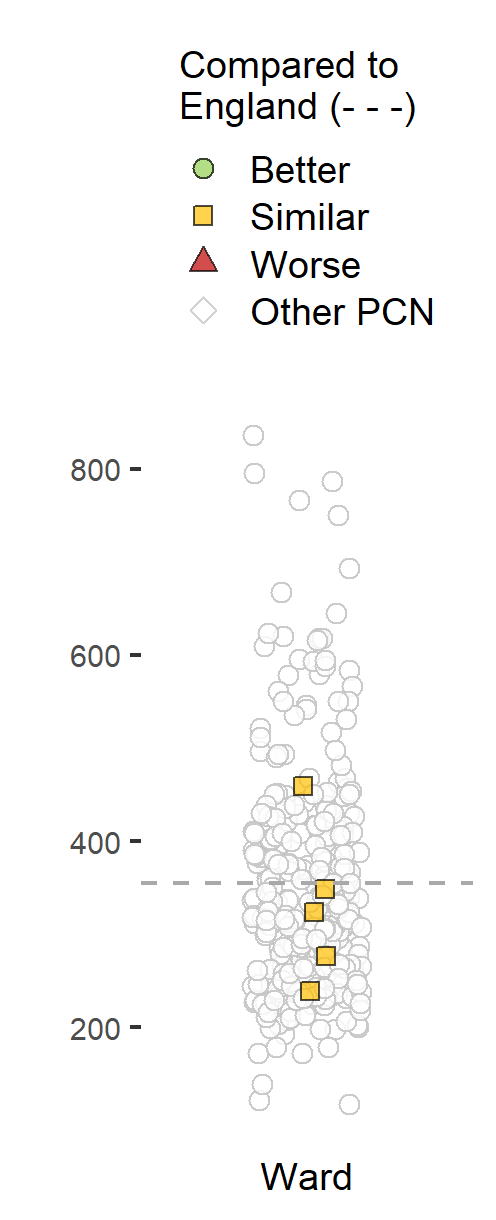 Compared to
England (- - -)
Better
Similar
Worse
Other PCN
800
600
400
200
Ward